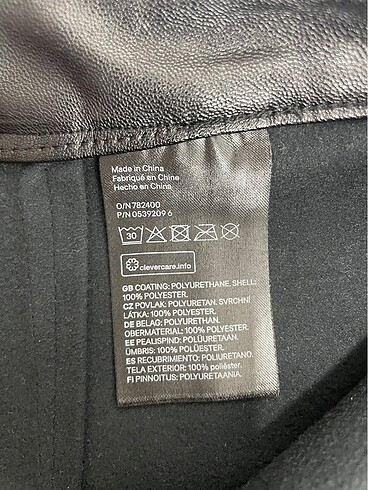 Made in China
Fabriqué en Chine
Hecho en China
O/N 782400
P/N 0539209 6
30
clevercare.info
GB COATING: POLYURETHANE. SHELL:
100% POLYESTER.
CZ POVLAK: POLYURETAN. SVRCHNÍ
LÁTKA: 100% POLYESTER.
DE BELAG: POLYURETHAN.
OBERMATERIAL: 100% POLYESTER.
EE PEALISPIND: POLÜURETAAN.
ÜMBRIS: 100% POLÜESTER.
ES RECUBRIMIENTO: POLIURETANO.
TELA EXTERIOR: 100% poliéster.
FI PINNOITUS: POLYURETAANIA.